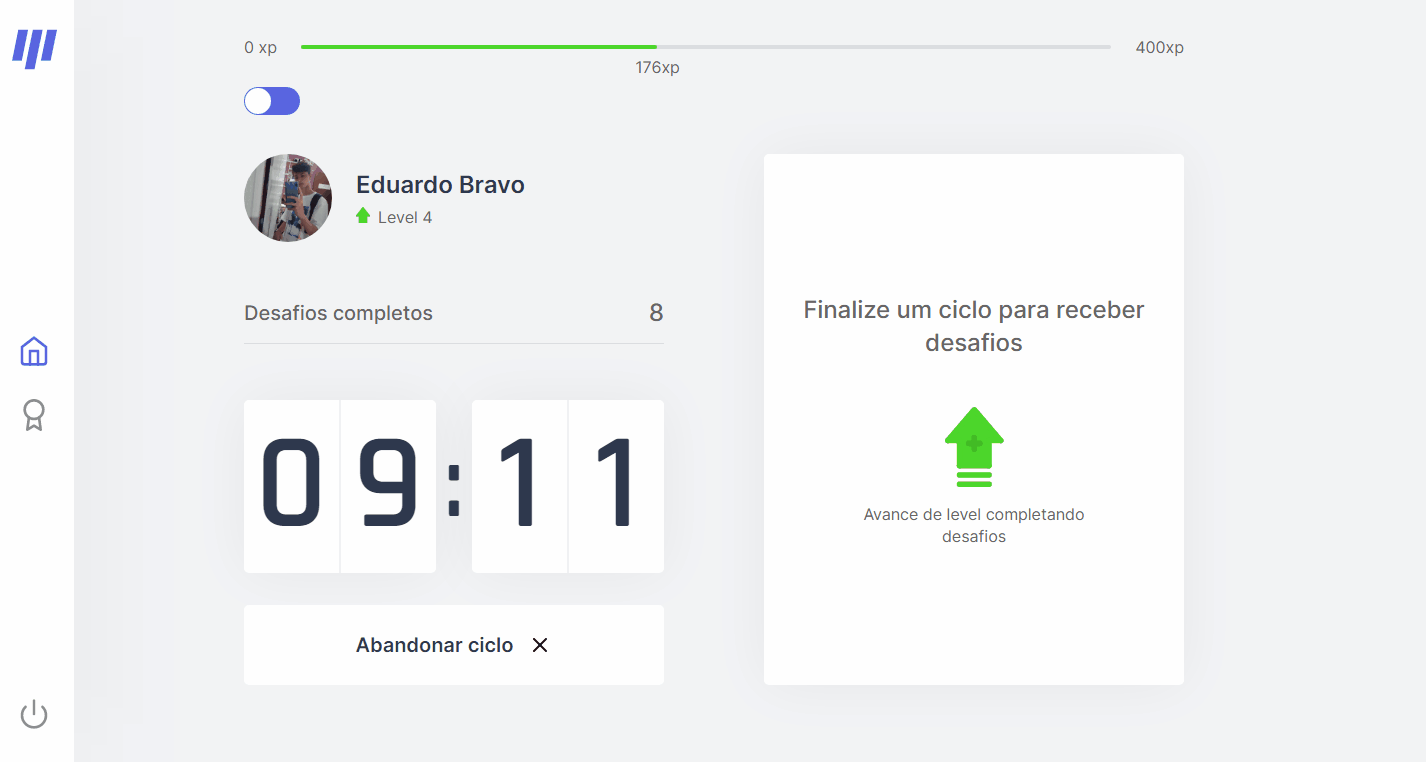 0 xp
400xp
176xp
Eduardo Bravo
Level 4
Desafios completos 8
09:11
Abandonar ciclo
Finalize um ciclo para receber
desafios
Avance de level completando
desafios